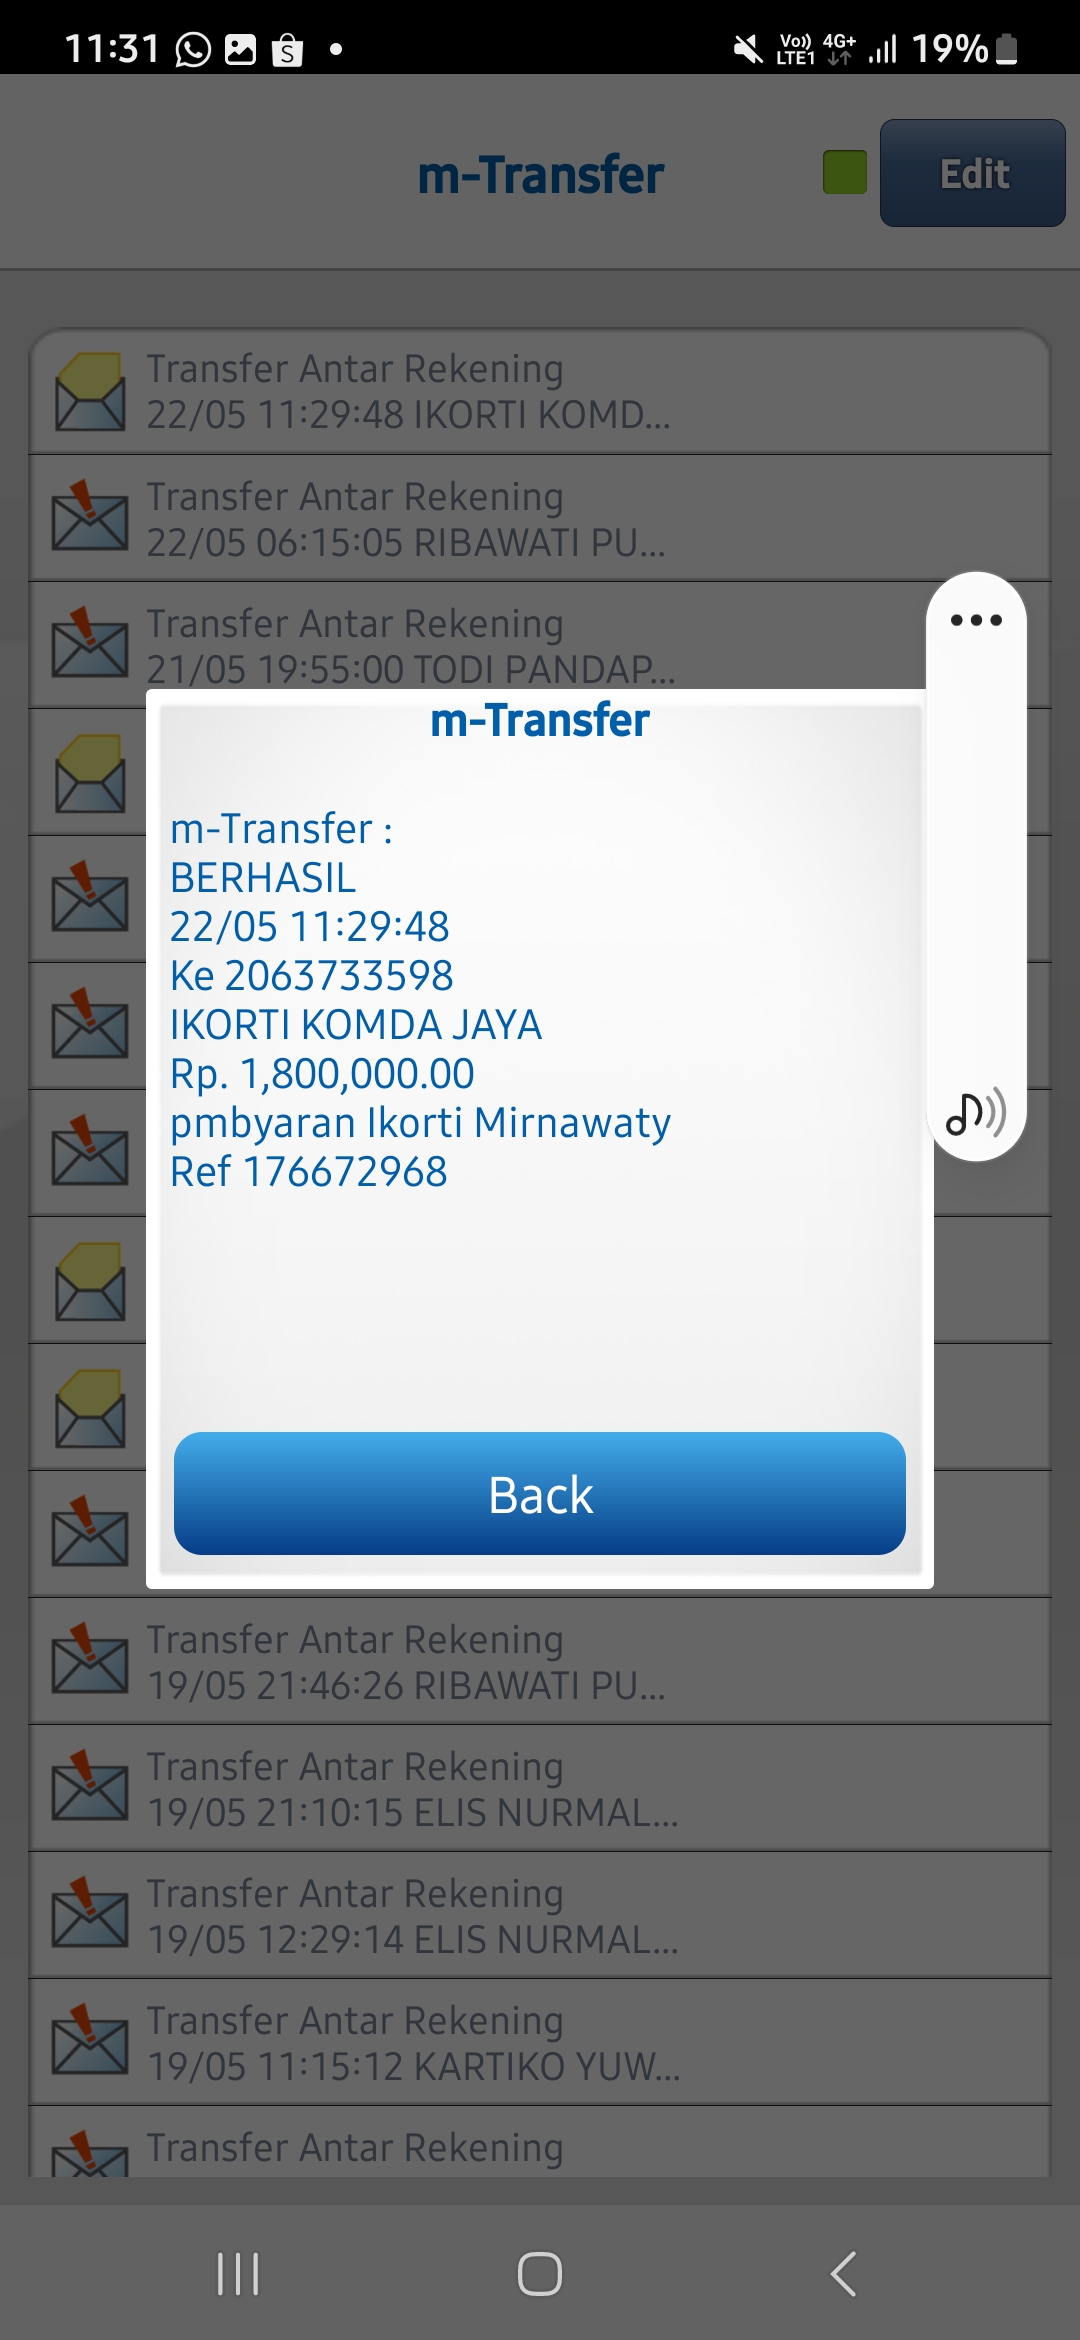 11:31 S Vo)) LTE1 4G+ 19%
m-Transfer Edit
Transfer Antar Rekening
22/05 11:29:48 IKORTI KOMD...
Transfer Antar Rekening
22/05 06:15:05 RIBAWATI PU...
Transfer Antar Rekening
21/05 19:55:00 TODI PANDAP...
m-Transfer
m-Transfer :
BERHASIL
22/05 11:29:48
Ke 2063733598
IKORTI KOMDA JAYA
Rp. 1,800,000.00
pmbyaran Ikorti Mirnawaty
Ref 176672968
Back
Transfer Antar Rekening
19/05 21:46:26 RIBAWATI PU...
Transfer Antar Rekening
19/05 21:10:15 ELIS NURMAL...
Transfer Antar Rekening
19/05 12:29:14 ELIS NURMAL...
Transfer Antar Rekening
19/05 11:15:12 KARTIKO YUW...
Transfer Antar Rekening